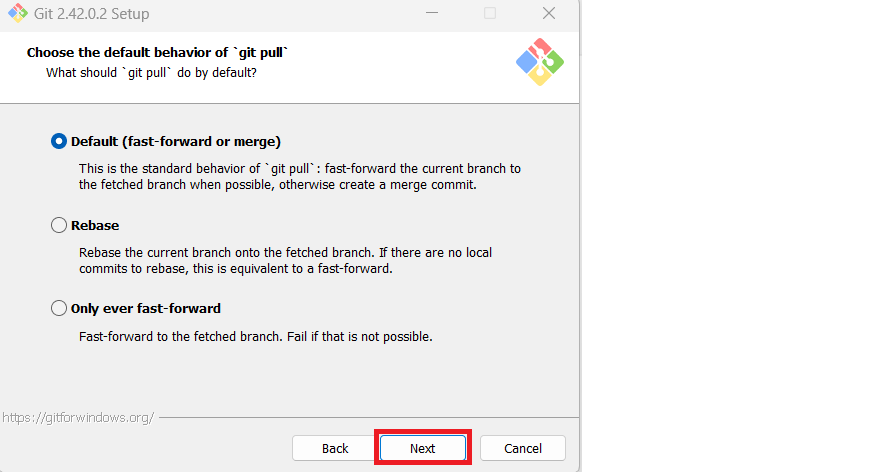 Git 2.42.0.2 Setup
Choose the default behavior of `git pull`
What should `git pull` do by default?
Default (fast-forward or merge)
This is the standard behavior of `git pull`: fast-forward the current branch to
the fetched branch when possible, otherwise create a merge commit.
Rebase
Rebase the current branch onto the fetched branch. If there are no local
commits to rebase, this is equivalent to a fast-forward.
Only ever fast-forward
Fast-forward to the fetched branch. Fail if that is not possible.
https://gitforwindows.org/
Back Next Cancel